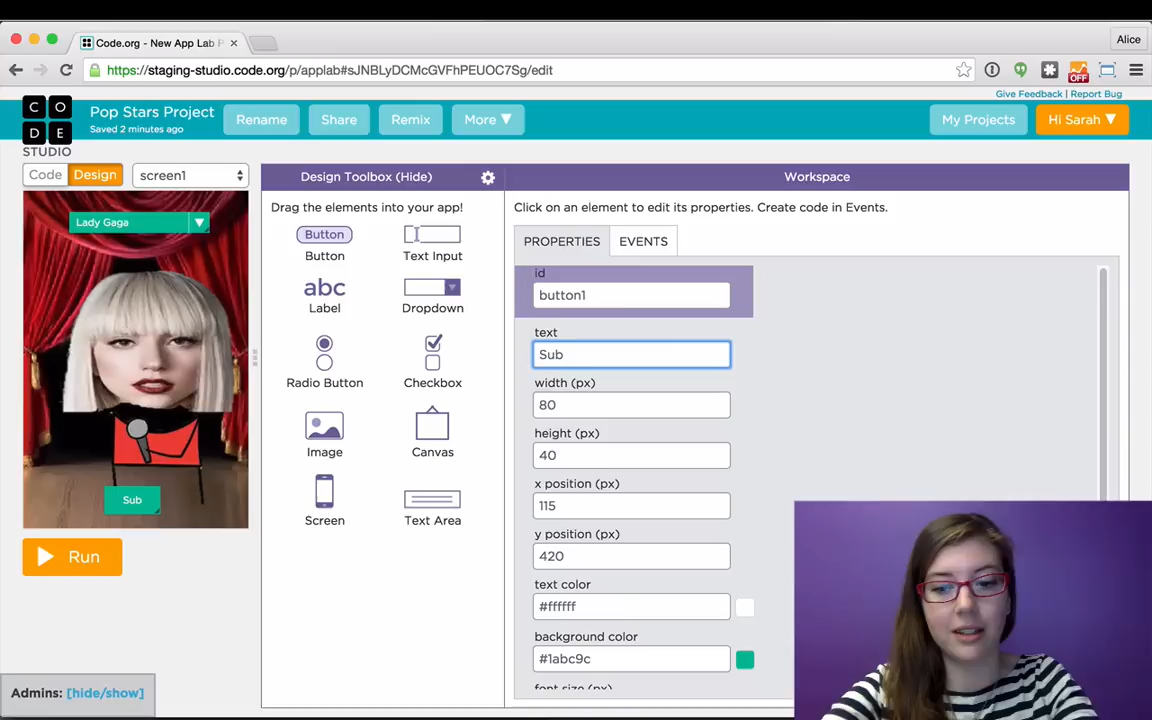 Code.org - New App Lab P
Alice
https://staging-studio.code.org/p/applab#sJNBLyDCMcGVFhPEUOC7Sg/edit
OFF
Give Feedback | Report Bug
C O
D E
STUDIO
Pop Stars Project
Saved 2 minutes ago
Rename
Share
Remix
More ▼
My Projects
Hi Sarah ▼
Code
Design
screen1
Design Toolbox (Hide)
Workspace
Lady Gaga
Sub
Run
Admins: [hide/show]
Drag the elements into your app!
Button
Button
Text Input
abc
Label
Dropdown
Radio Button
Checkbox
Image
Canvas
Screen
Text Area
Click on an element to edit its properties. Create code in Events.
PROPERTIES
EVENTS
id
button1
text
Sub
width (px)
80
height (px)
40
x position (px)
115
y position (px)
420
text color
#ffffff
background color
#1abc9c
font size (px)